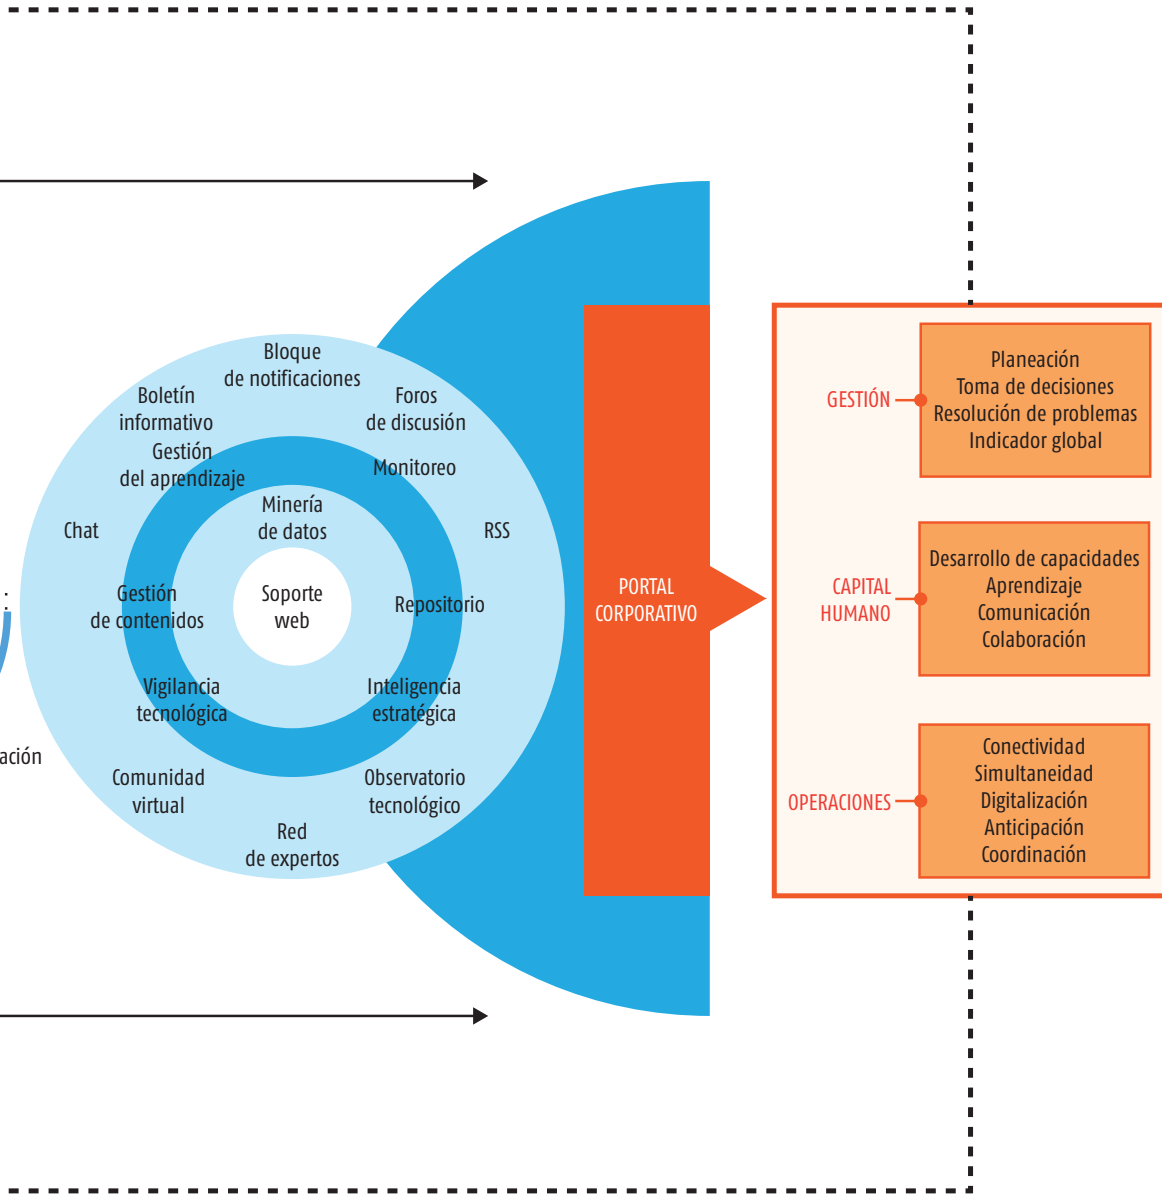 Bloque
de notificaciones
Boletín
informativo
Foros
de discusión
Gestión
del aprendizaje
Monitoreo
Minería
de datos
Chat
RSS
Gestión
de contenidos
Soporte
web
Repositorio
Vigilancia
tecnológica
Inteligencia
estratégica
ación
Comunidad
virtual
Observatorio
tecnológico
Red
de expertos
PORTAL
CORPORATIVO
GESTIÓN
Planeación
Toma de decisiones
Resolución de problemas
Indicador global
CAPITAL
HUMANO
Desarrollo de capacidades
Aprendizaje
Comunicación
Colaboración
OPERACIONES
Conectividad
Simultaneidad
Digitalización
Anticipación
Coordinación